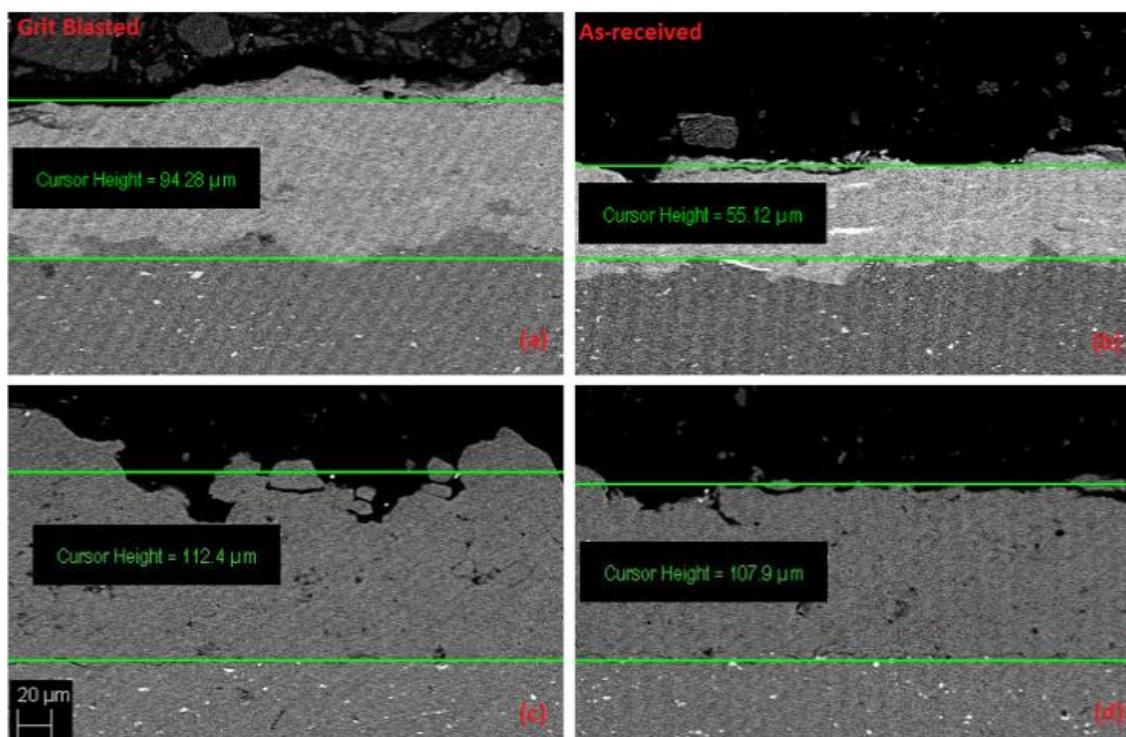 Grit Blasted
As-received
Cursor Height = 94.28 µm
Cursor Height = 55.12 µm
(a)
(b)
Cursor Height = 112.4 µm
Cursor Height = 107.9 µm
20 µm
(c)
(d)